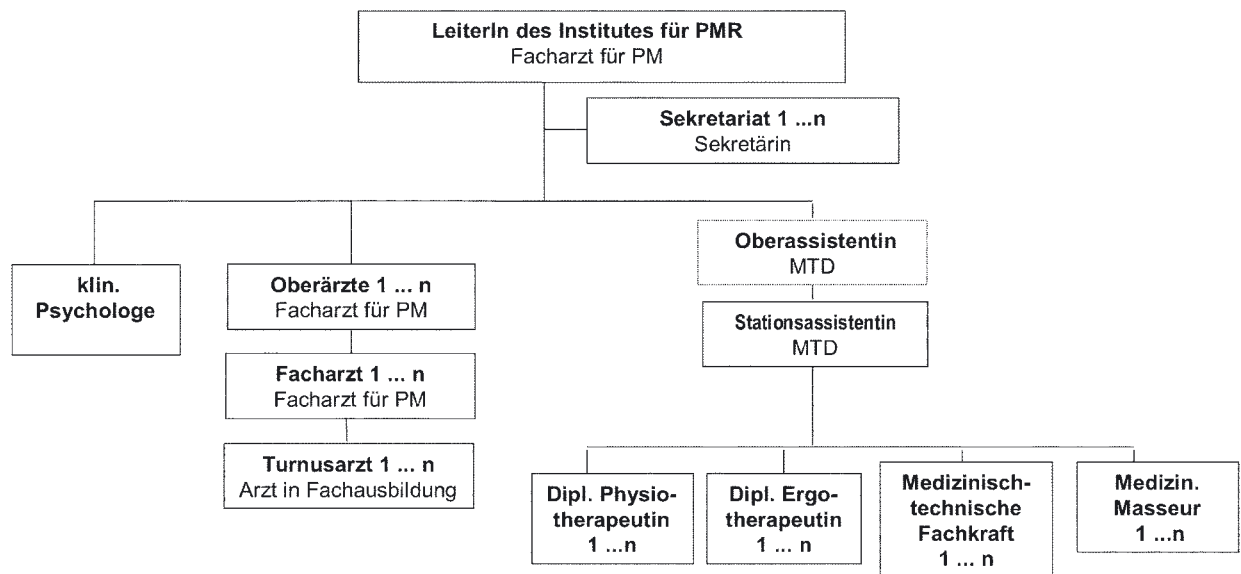 LeiterIn des Institutes für PMR
Facharzt für PM
Sekretariat 1 ...n
Sekretärin
klin.
Psychologe
Oberärzte 1 ... n
Facharzt für PM
Facharzt 1 ... n
Facharzt für PM
Turnusarzt 1 ... n
Arzt in Fachausbildung
Oberassistentin
MTD
Stationsassistentin
MTD
Dipl. Physio-
therapeutin
1 ...n
Dipl. Ergo-
therapeutin
1 ... n
Medizinisch-
technische
Fachkraft
1 ... n
Medizin.
Masseur
1 ... n